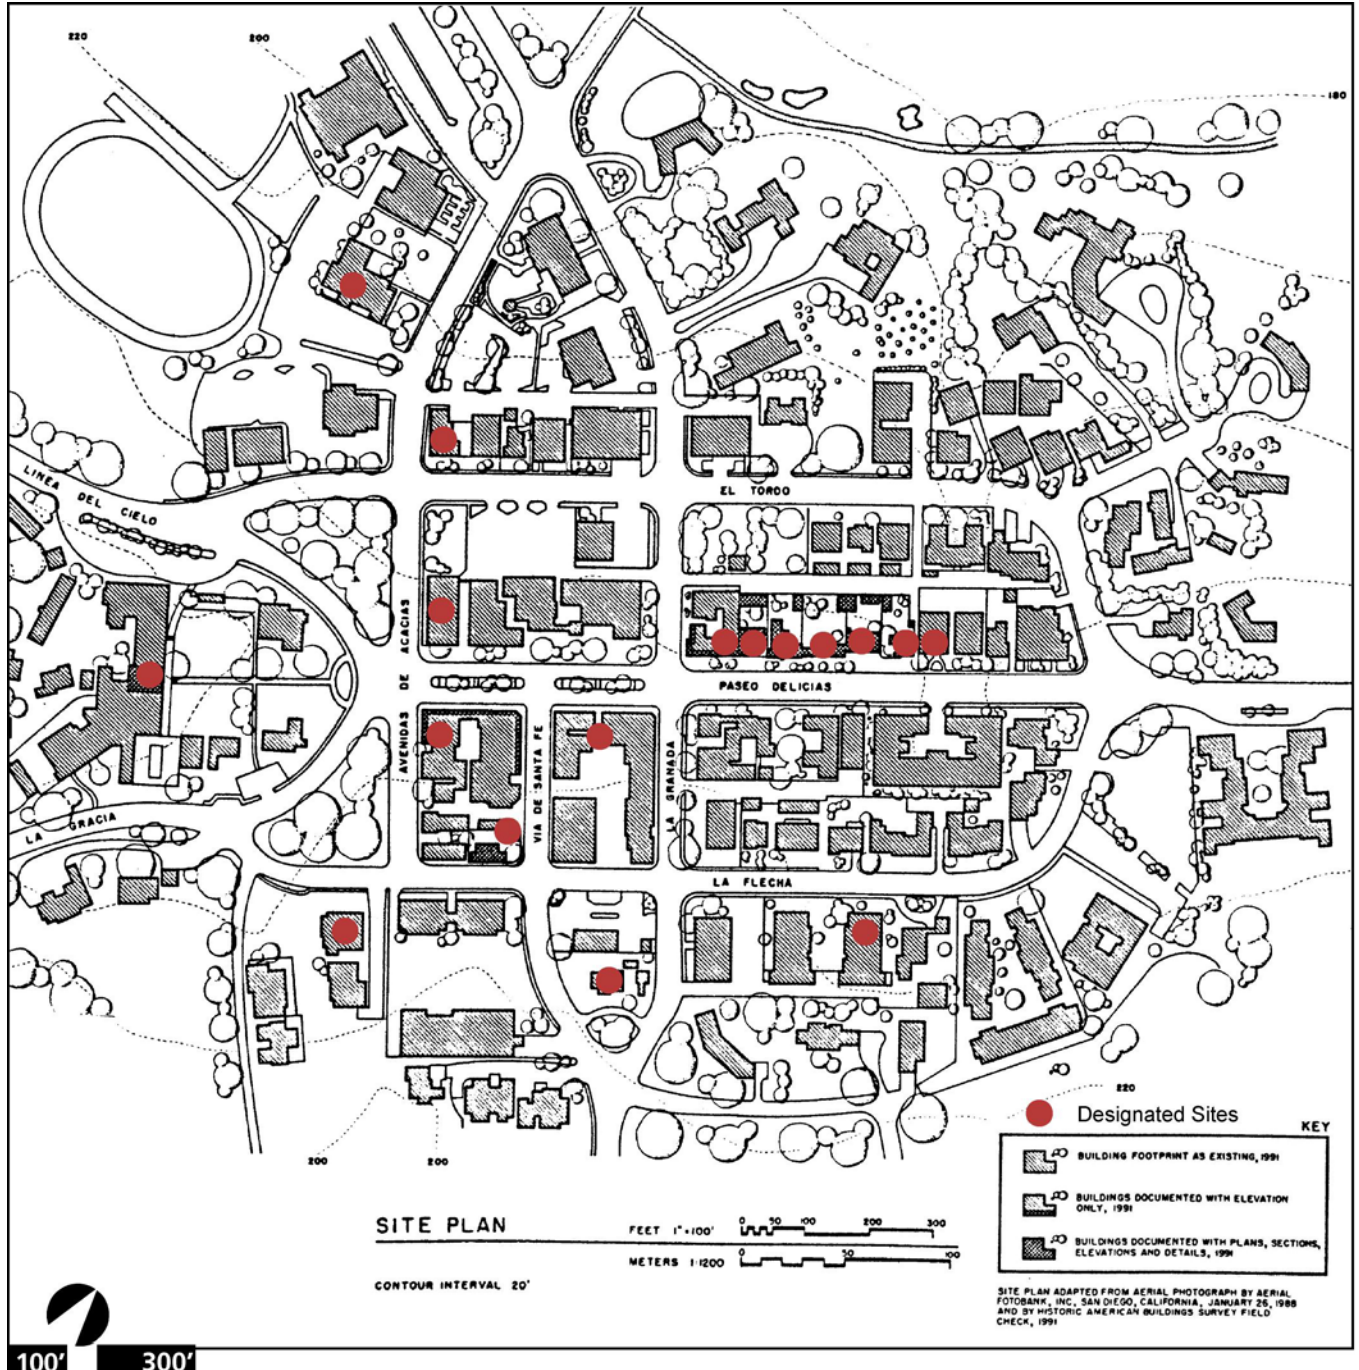 220
200
180
LINEA DEL CIELO
EL TORDO
AVENIDAS DE ACACIAS
PASEO DELICIAS
VIA DE SANTA FE
LA GRANADA
LA GRACIA
LA FLECHA
220
200
200
Designated Sites
KEY
BUILDING FOOTPRINT AS EXISTING, 1991
BUILDINGS DOCUMENTED WITH ELEVATION
ONLY, 1991
BUILDINGS DOCUMENTED WITH PLANS, SECTIONS,
ELEVATIONS AND DETAILS, 1991
SITE PLAN
FEET 1"=100'
0 50 100 200 300
METERS 1:1200
0 50 100
CONTOUR INTERVAL 20'
SITE PLAN ADAPTED FROM AERIAL PHOTOGRAPH BY AERIAL
FOTOBANK, INC., SAN DIEGO, CALIFORNIA, JANUARY 26, 1988
AND BY HISTORIC AMERICAN BUILDINGS SURVEY FIELD
CHECK, 1991
100' 300'